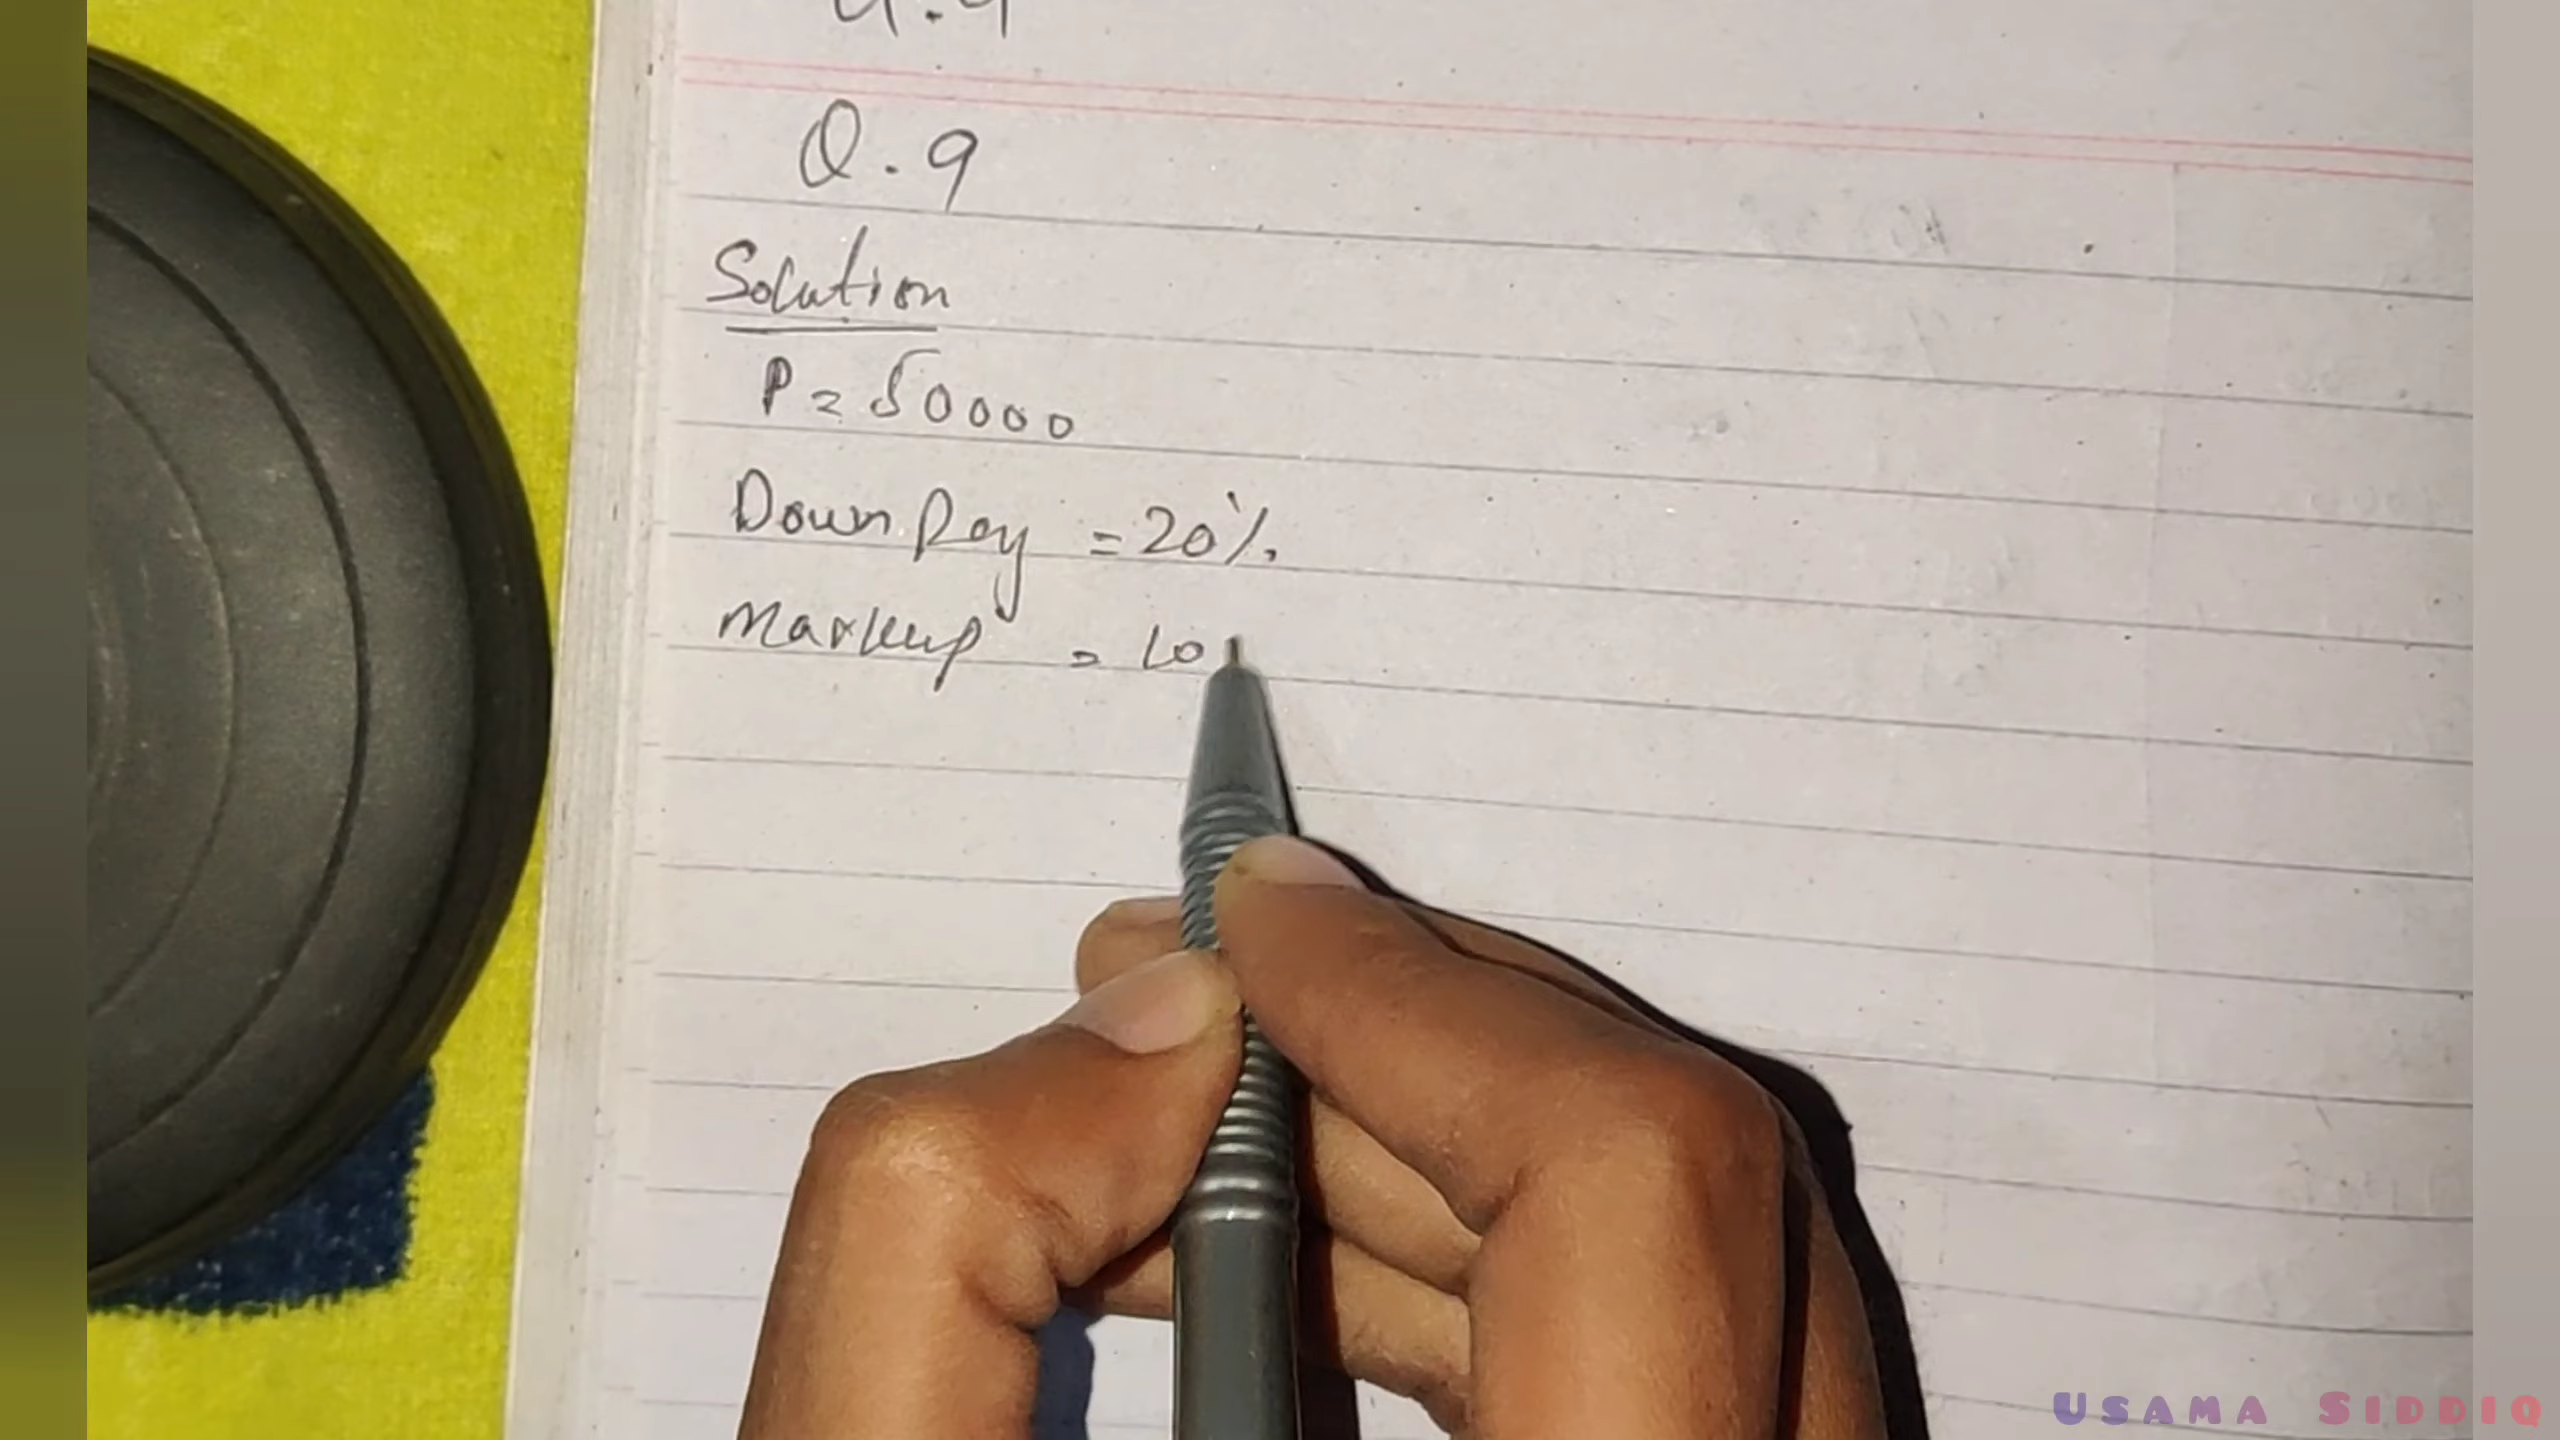 Q.9
Solution
P = 50000
Down Pay = 20%
Markup = 10
USAMA SIDDIQ